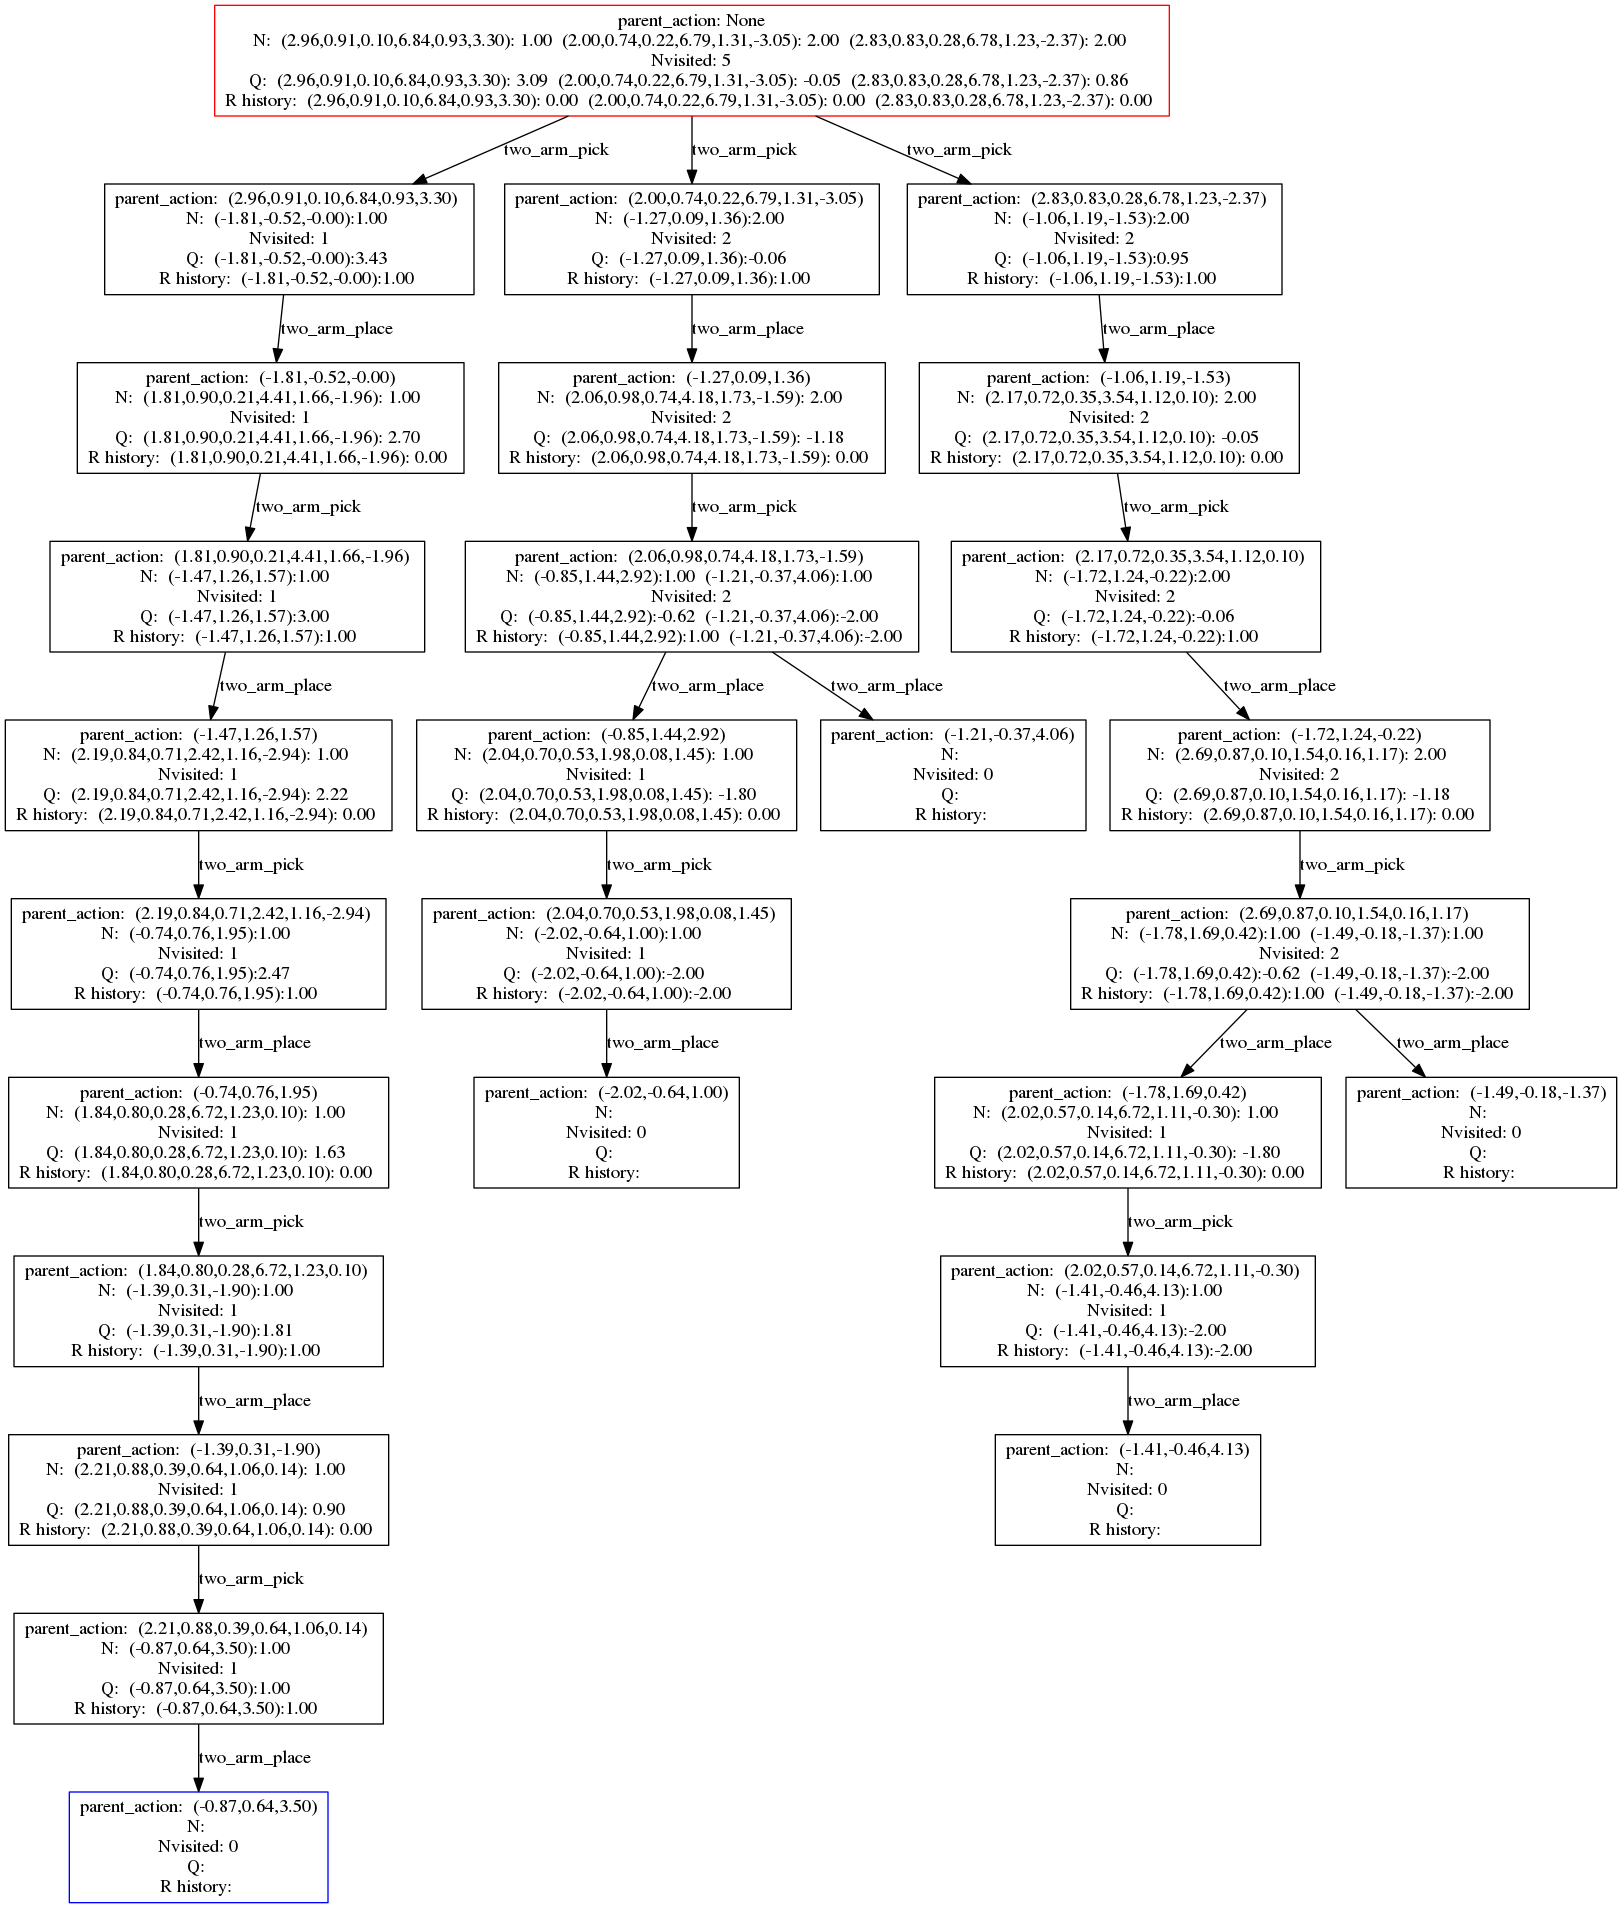 parent_action: None
N: (2.96,0.91,0.10,6.84,0.93,3.30): 1.00 (2.00,0.74,0.22,6.79,1.31,-3.05): 2.00 (2.83,0.83,0.28,6.78,1.23,-2.37): 2.00
Nvisited: 5
Q: (2.96,0.91,0.10,6.84,0.93,3.30): 3.09 (2.00,0.74,0.22,6.79,1.31,-3.05): -0.05 (2.83,0.83,0.28,6.78,1.23,-2.37): 0.86
R history: (2.96,0.91,0.10,6.84,0.93,3.30): 0.00 (2.00,0.74,0.22,6.79,1.31,-3.05): 0.00 (2.83,0.83,0.28,6.78,1.23,-2.37): 0.00
two_arm_pick
two_arm_pick
two_arm_pick
parent_action: (2.96,0.91,0.10,6.84,0.93,3.30)
N: (-1.81,-0.52,-0.00):1.00
Nvisited: 1
Q: (-1.81,-0.52,-0.00):3.43
R history: (-1.81,-0.52,-0.00):1.00
parent_action: (2.00,0.74,0.22,6.79,1.31,-3.05)
N: (-1.27,0.09,1.36):2.00
Nvisited: 2
Q: (-1.27,0.09,1.36):-0.06
R history: (-1.27,0.09,1.36):1.00
parent_action: (2.83,0.83,0.28,6.78,1.23,-2.37)
N: (-1.06,1.19,-1.53):2.00
Nvisited: 2
Q: (-1.06,1.19,-1.53):0.95
R history: (-1.06,1.19,-1.53):1.00
two_arm_place
two_arm_place
two_arm_place
parent_action: (-1.81,-0.52,-0.00)
N: (1.81,0.90,0.21,4.41,1.66,-1.96): 1.00
Nvisited: 1
Q: (1.81,0.90,0.21,4.41,1.66,-1.96): 2.70
R history: (1.81,0.90,0.21,4.41,1.66,-1.96): 0.00
parent_action: (-1.27,0.09,1.36)
N: (2.06,0.98,0.74,4.18,1.73,-1.59): 2.00
Nvisited: 2
Q: (2.06,0.98,0.74,4.18,1.73,-1.59): -1.18
R history: (2.06,0.98,0.74,4.18,1.73,-1.59): 0.00
parent_action: (-1.06,1.19,-1.53)
N: (2.17,0.72,0.35,3.54,1.12,0.10): 2.00
Nvisited: 2
Q: (2.17,0.72,0.35,3.54,1.12,0.10): -0.05
R history: (2.17,0.72,0.35,3.54,1.12,0.10): 0.00
two_arm_pick
two_arm_pick
two_arm_pick
parent_action: (1.81,0.90,0.21,4.41,1.66,-1.96)
N: (-1.47,1.26,1.57):1.00
Nvisited: 1
Q: (-1.47,1.26,1.57):3.00
R history: (-1.47,1.26,1.57):1.00
parent_action: (2.06,0.98,0.74,4.18,1.73,-1.59)
N: (-0.85,1.44,2.92):1.00 (-1.21,-0.37,4.06):1.00
Nvisited: 2
Q: (-0.85,1.44,2.92):-0.62 (-1.21,-0.37,4.06):-2.00
R history: (-0.85,1.44,2.92):1.00 (-1.21,-0.37,4.06):-2.00
parent_action: (2.17,0.72,0.35,3.54,1.12,0.10)
N: (-1.72,1.24,-0.22):2.00
Nvisited: 2
Q: (-1.72,1.24,-0.22):-0.06
R history: (-1.72,1.24,-0.22):1.00
two_arm_place
two_arm_place
two_arm_place
two_arm_place
parent_action: (-1.47,1.26,1.57)
N: (2.19,0.84,0.71,2.42,1.16,-2.94): 1.00
Nvisited: 1
Q: (2.19,0.84,0.71,2.42,1.16,-2.94): 2.22
R history: (2.19,0.84,0.71,2.42,1.16,-2.94): 0.00
parent_action: (-0.85,1.44,2.92)
N: (2.04,0.70,0.53,1.98,0.08,1.45): 1.00
Nvisited: 1
Q: (2.04,0.70,0.53,1.98,0.08,1.45): -1.80
R history: (2.04,0.70,0.53,1.98,0.08,1.45): 0.00
parent_action: (-1.21,-0.37,4.06)
N:
Nvisited: 0
Q:
R history:
parent_action: (-1.72,1.24,-0.22)
N: (2.69,0.87,0.10,1.54,0.16,1.17): 2.00
Nvisited: 2
Q: (2.69,0.87,0.10,1.54,0.16,1.17): -1.18
R history: (2.69,0.87,0.10,1.54,0.16,1.17): 0.00
two_arm_pick
two_arm_pick
two_arm_pick
parent_action: (2.19,0.84,0.71,2.42,1.16,-2.94)
N: (-0.74,0.76,1.95):1.00
Nvisited: 1
Q: (-0.74,0.76,1.95):2.47
R history: (-0.74,0.76,1.95):1.00
parent_action: (2.04,0.70,0.53,1.98,0.08,1.45)
N: (-2.02,-0.64,1.00):1.00
Nvisited: 1
Q: (-2.02,-0.64,1.00):-2.00
R history: (-2.02,-0.64,1.00):-2.00
parent_action: (2.69,0.87,0.10,1.54,0.16,1.17)
N: (-1.78,1.69,0.42):1.00 (-1.49,-0.18,-1.37):1.00
Nvisited: 2
Q: (-1.78,1.69,0.42):-0.62 (-1.49,-0.18,-1.37):-2.00
R history: (-1.78,1.69,0.42):1.00 (-1.49,-0.18,-1.37):-2.00
two_arm_place
two_arm_place
two_arm_place
two_arm_place
parent_action: (-0.74,0.76,1.95)
N: (1.84,0.80,0.28,6.72,1.23,0.10): 1.00
Nvisited: 1
Q: (1.84,0.80,0.28,6.72,1.23,0.10): 1.63
R history: (1.84,0.80,0.28,6.72,1.23,0.10): 0.00
parent_action: (-2.02,-0.64,1.00)
N:
Nvisited: 0
Q:
R history:
parent_action: (-1.78,1.69,0.42)
N: (2.02,0.57,0.14,6.72,1.11,-0.30): 1.00
Nvisited: 1
Q: (2.02,0.57,0.14,6.72,1.11,-0.30): -1.80
R history: (2.02,0.57,0.14,6.72,1.11,-0.30): 0.00
parent_action: (-1.49,-0.18,-1.37)
N:
Nvisited: 0
Q:
R history:
two_arm_pick
two_arm_pick
parent_action: (1.84,0.80,0.28,6.72,1.23,0.10)
N: (-1.39,0.31,-1.90):1.00
Nvisited: 1
Q: (-1.39,0.31,-1.90):1.81
R history: (-1.39,0.31,-1.90):1.00
parent_action: (2.02,0.57,0.14,6.72,1.11,-0.30)
N: (-1.41,-0.46,4.13):1.00
Nvisited: 1
Q: (-1.41,-0.46,4.13):-2.00
R history: (-1.41,-0.46,4.13):-2.00
two_arm_place
two_arm_place
parent_action: (-1.39,0.31,-1.90)
N: (2.21,0.88,0.39,0.64,1.06,0.14): 1.00
Nvisited: 1
Q: (2.21,0.88,0.39,0.64,1.06,0.14): 0.90
R history: (2.21,0.88,0.39,0.64,1.06,0.14): 0.00
parent_action: (-1.41,-0.46,4.13)
N:
Nvisited: 0
Q:
R history:
two_arm_pick
parent_action: (2.21,0.88,0.39,0.64,1.06,0.14)
N: (-0.87,0.64,3.50):1.00
Nvisited: 1
Q: (-0.87,0.64,3.50):1.00
R history: (-0.87,0.64,3.50):1.00
two_arm_place
parent_action: (-0.87,0.64,3.50)
N:
Nvisited: 0
Q:
R history: